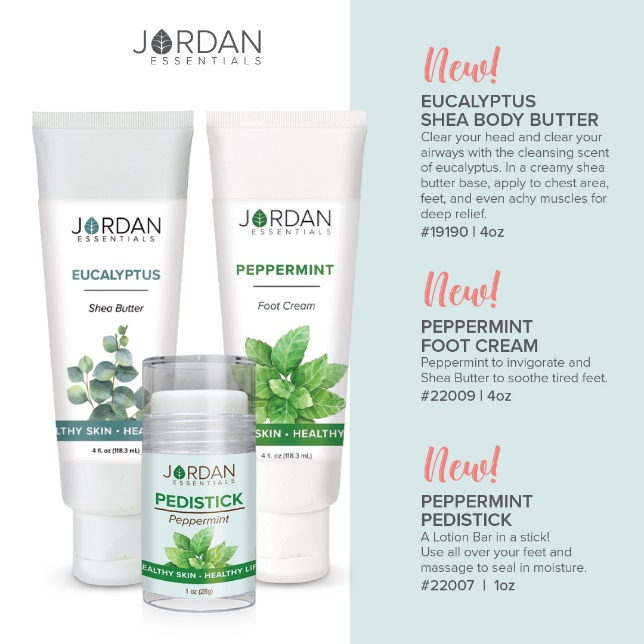 JORDAN
ESSENTIALS
JORDAN
ESSENTIALS
EUCALYPTUS
Shea Butter
LTHY SKIN • HEA
4 fl. oz (118.3 mL)
JORDAN
ESSENTIALS
PEPPERMINT
Foot Cream
SKIN • HEALTHY
4 fl. oz (118.3 mL)
JORDAN
ESSENTIALS
PEDISTICK
Peppermint
EALTHY SKIN • HEALTHY LIF
1 oz (28g)
New!
EUCALYPTUS
SHEA BODY BUTTER
Clear your head and clear your
airways with the cleansing scent
of eucalyptus. In a creamy shea
butter base, apply to chest area,
feet, and even achy muscles for
deep relief.
#19190 | 4oz
New!
PEPPERMINT
FOOT CREAM
Peppermint to invigorate and
Shea Butter to soothe tired feet.
#22009 | 4oz
New!
PEPPERMINT
PEDISTICK
A Lotion Bar in a stick!
Use all over your feet and
massage to seal in moisture.
#22007 | 1oz